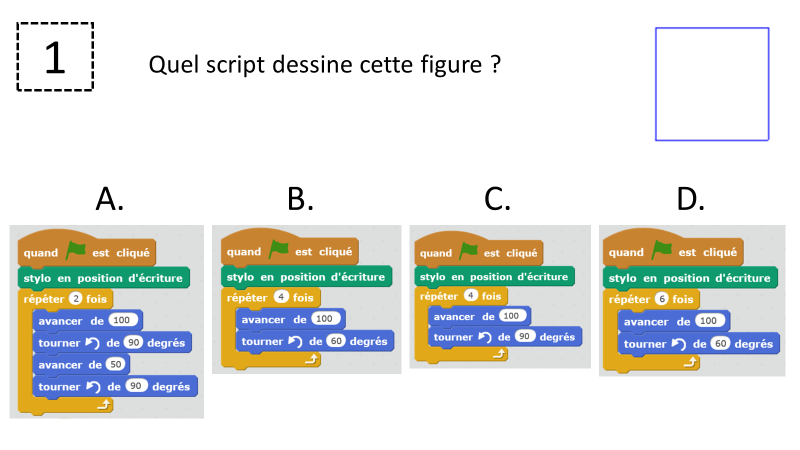 1
Quel script dessine cette figure ?
A.
quand est cliqué
stylo en position d'écriture
répéter 2 fois
avancer de 100
tourner de 90 degrés
avancer de 50
tourner de 90 degrés
B.
quand est cliqué
stylo en position d'écriture
répéter 4 fois
avancer de 100
tourner de 60 degrés
C.
quand est cliqué
stylo en position d'écriture
répéter 4 fois
avancer de 100
tourner de 90 degrés
D.
quand est cliqué
stylo en position d'écriture
répéter 6 fois
avancer de 100
tourner de 60 degrés